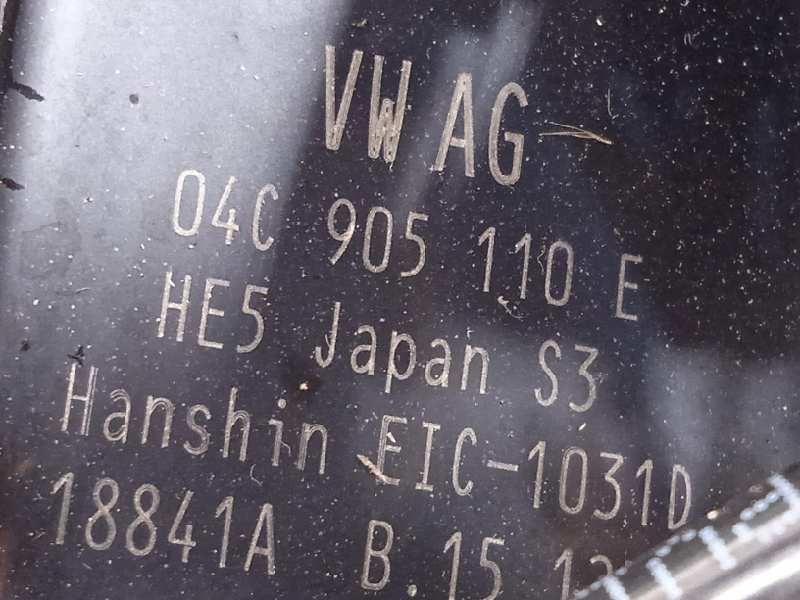 VW AG
04C 905 110 E
HE5 Japan S3
Hanshin EIC-1031D
18841A B.15